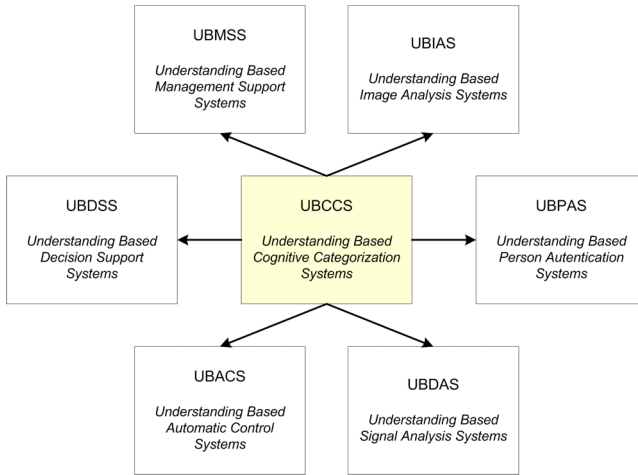 UBMSS
Understanding Based
Management Support
Systems
UBIAS
Understanding Based
Image Analysis Systems
UBDSS
Understanding Based
Decision Support
Systems
UBCCS
Understanding Based
Cognitive Categorization
Systems
UBPAS
Understanding Based
Person Autentication
Systems
UBACS
Understanding Based
Automatic Control
Systems
UBDAS
Understanding Based
Signal Analysis Systems